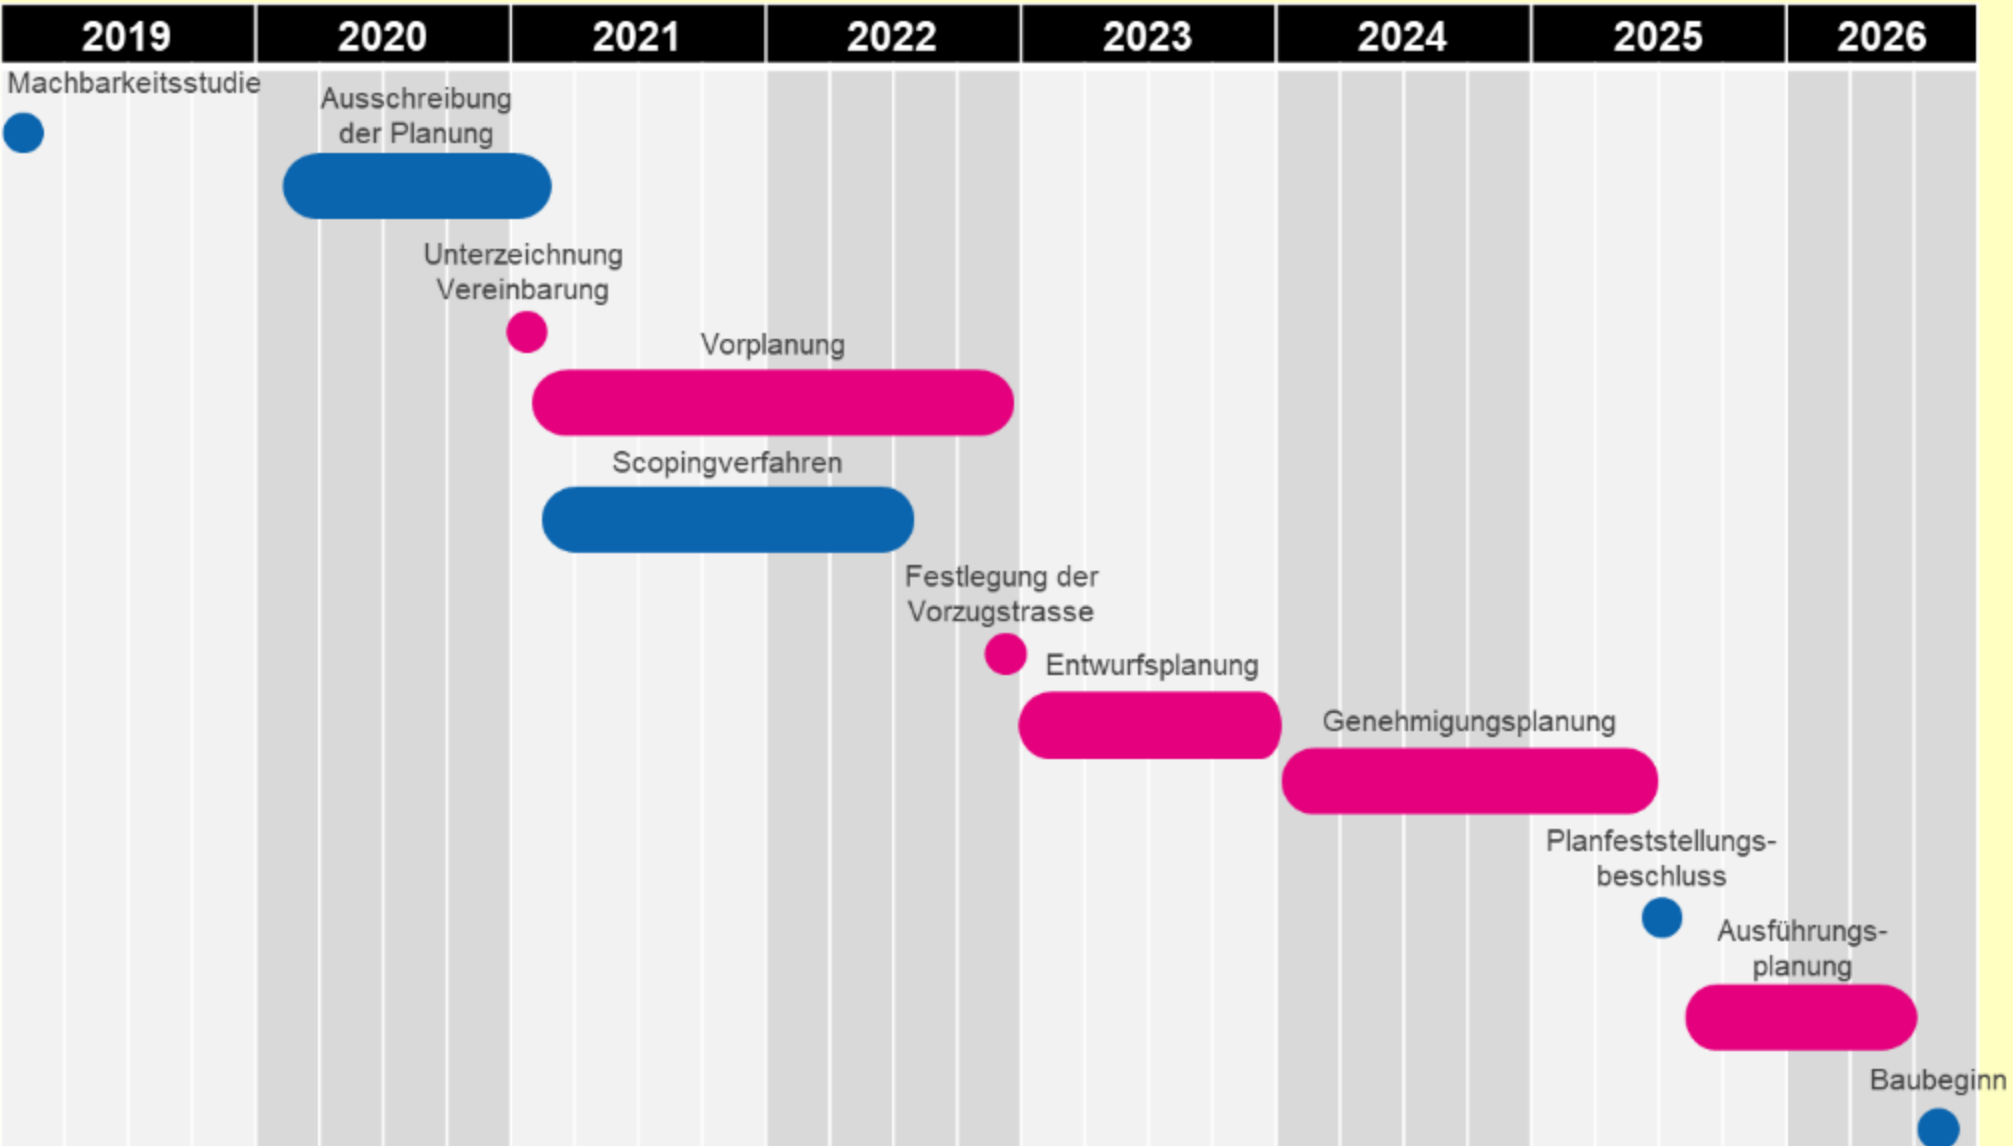 2019 2020 2021 2022 2023 2024 2025 2026
Machbarkeitsstudie
Ausschreibung
der Planung
Unterzeichnung
Vereinbarung
Vorplanung
Scopingverfahren
Festlegung der
Vorzugstrasse
Entwurfsplanung
Genehmigungsplanung
Planfeststellungs-
beschluss
Ausführungs-
planung
Baubeginn